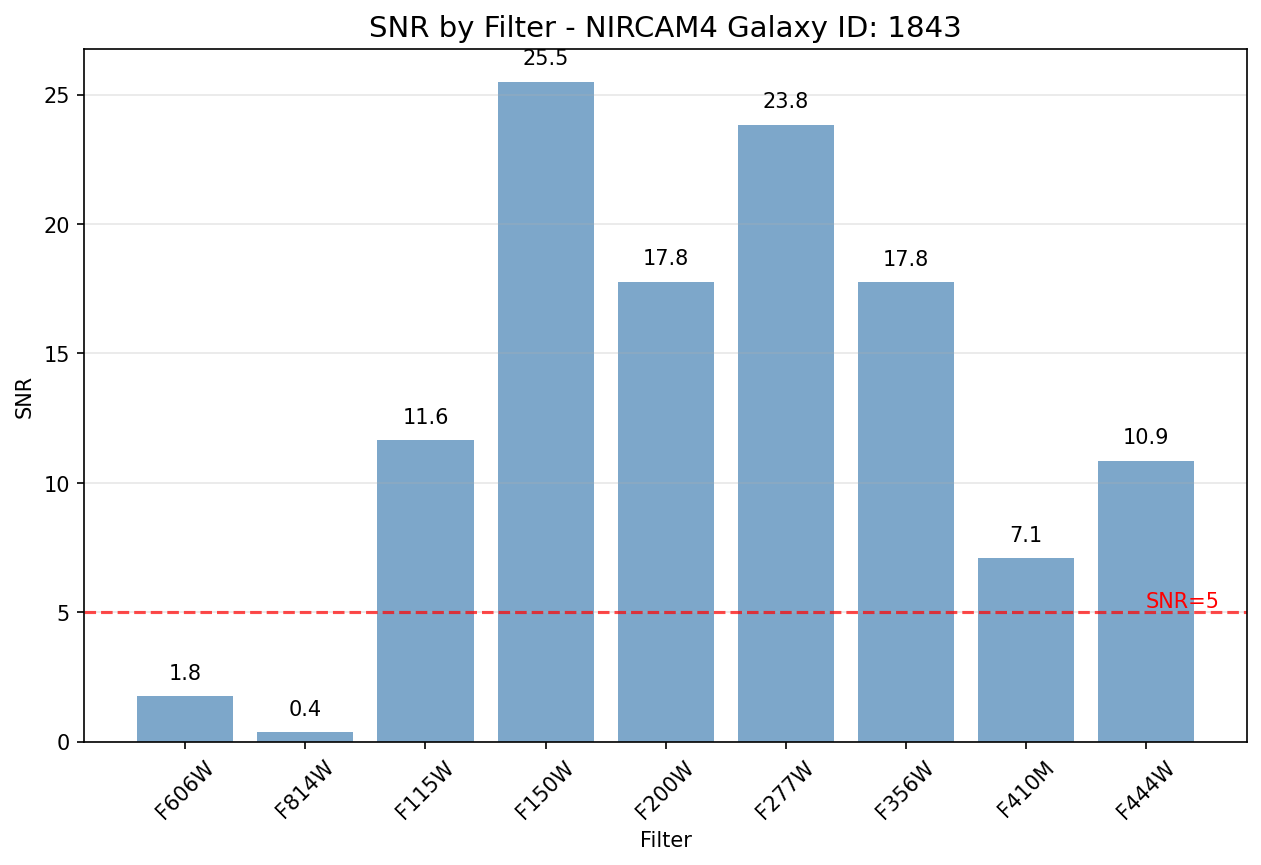 SNR by Filter - NIRCAM4 Galaxy ID: 1843
SNR
25
20
15
10
5
0
1.8
0.4
11.6
25.5
17.8
23.8
17.8
7.1
10.9
SNR=5
F606W
F814W
F115W
F150W
F200W
F277W
F356W
F410M
F444W
Filter